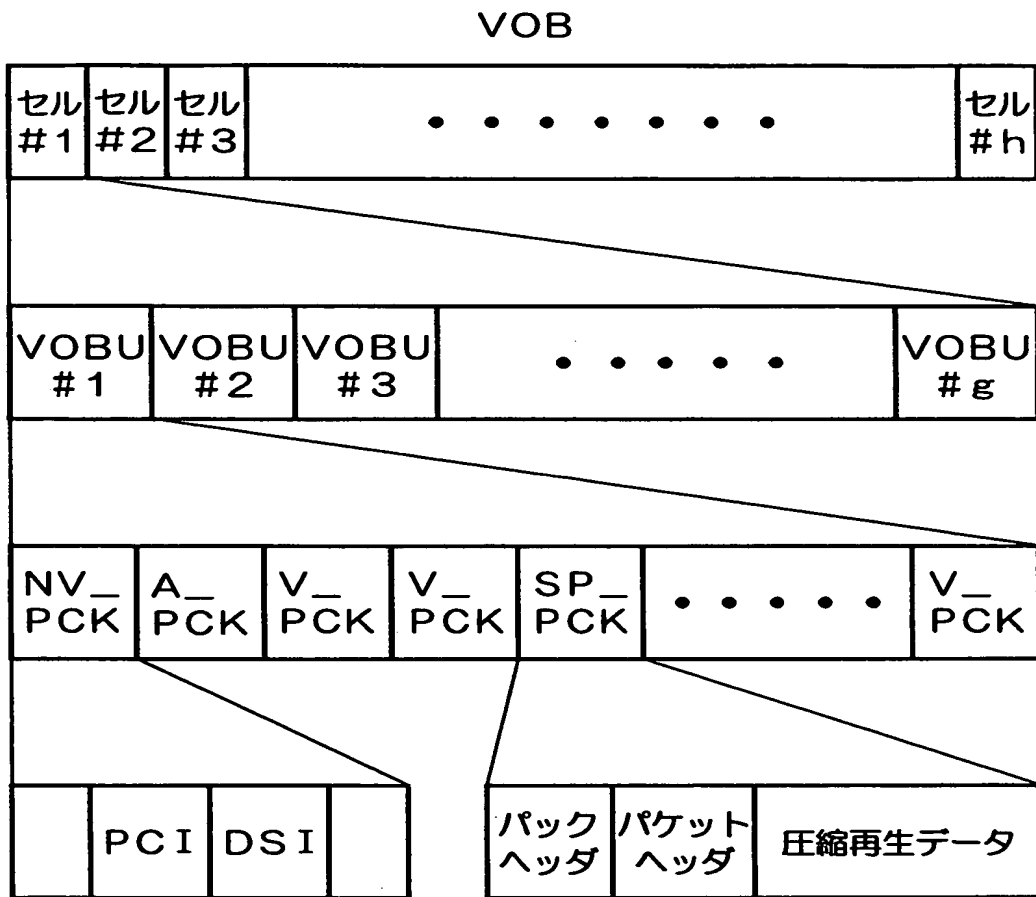 VOB
セル セル セル セル
#1 #2 #3 ・・・・・・・ #h
VOBU VOBU VOBU VOBU
#1 #2 #3 ・・・・・ #g
NV_ A_ V_ V_ SP_ V_
PCK PCK PCK PCK PCK ・・・・・ PCK
PCI DSI
パック パケット
ヘッダ ヘッダ
圧縮再生データ